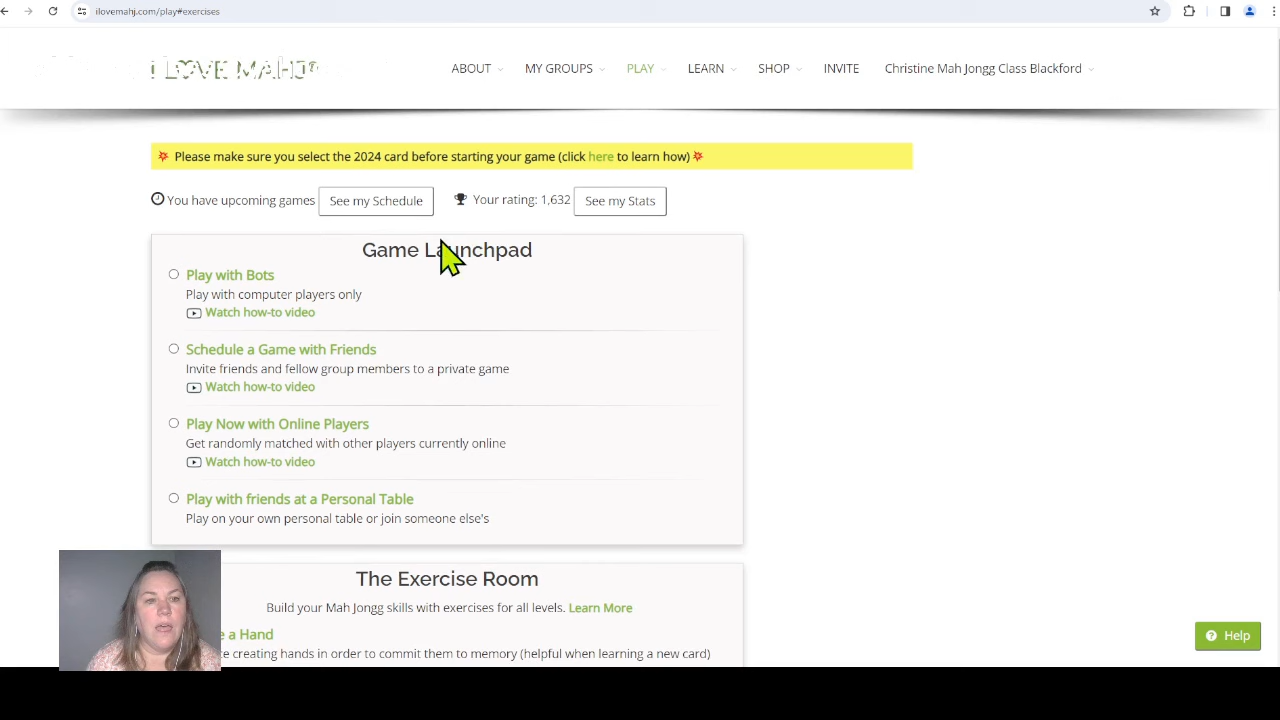 ilovemahj.com/play#exercises
I LOVE MAHJ®
ABOUT
MY GROUPS
PLAY
LEARN
SHOP
INVITE
Christine Mah Jongg Class Blackford
Please make sure you select the 2024 card before starting your game (click here to learn how)
You have upcoming games
See my Schedule
Your rating: 1,632
See my Stats
Game Launchpad
Play with Bots
Play with computer players only
Watch how-to video
Schedule a Game with Friends
Invite friends and fellow group members to a private game
Watch how-to video
Play Now with Online Players
Get randomly matched with other players currently online
Watch how-to video
Play with friends at a Personal Table
Play on your own personal table or join someone else's
The Exercise Room
Build your Mah Jongg skills with exercises for all levels. Learn More
a Hand
creating hands in order to commit them to memory (helpful when learning a new card)
Help